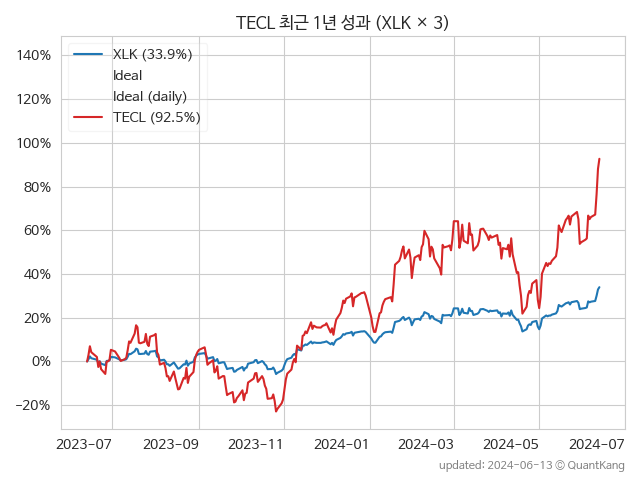 TECL 최근 1년 성과 (XLK × 3)
XLK (33.9%)
Ideal
Ideal (daily)
TECL (92.5%)
140%
120%
100%
80%
60%
40%
20%
0%
−20%
2023-07 2023-09 2023-11 2024-01 2024-03 2024-05 2024-07
updated: 2024-06-13 © QuantKang